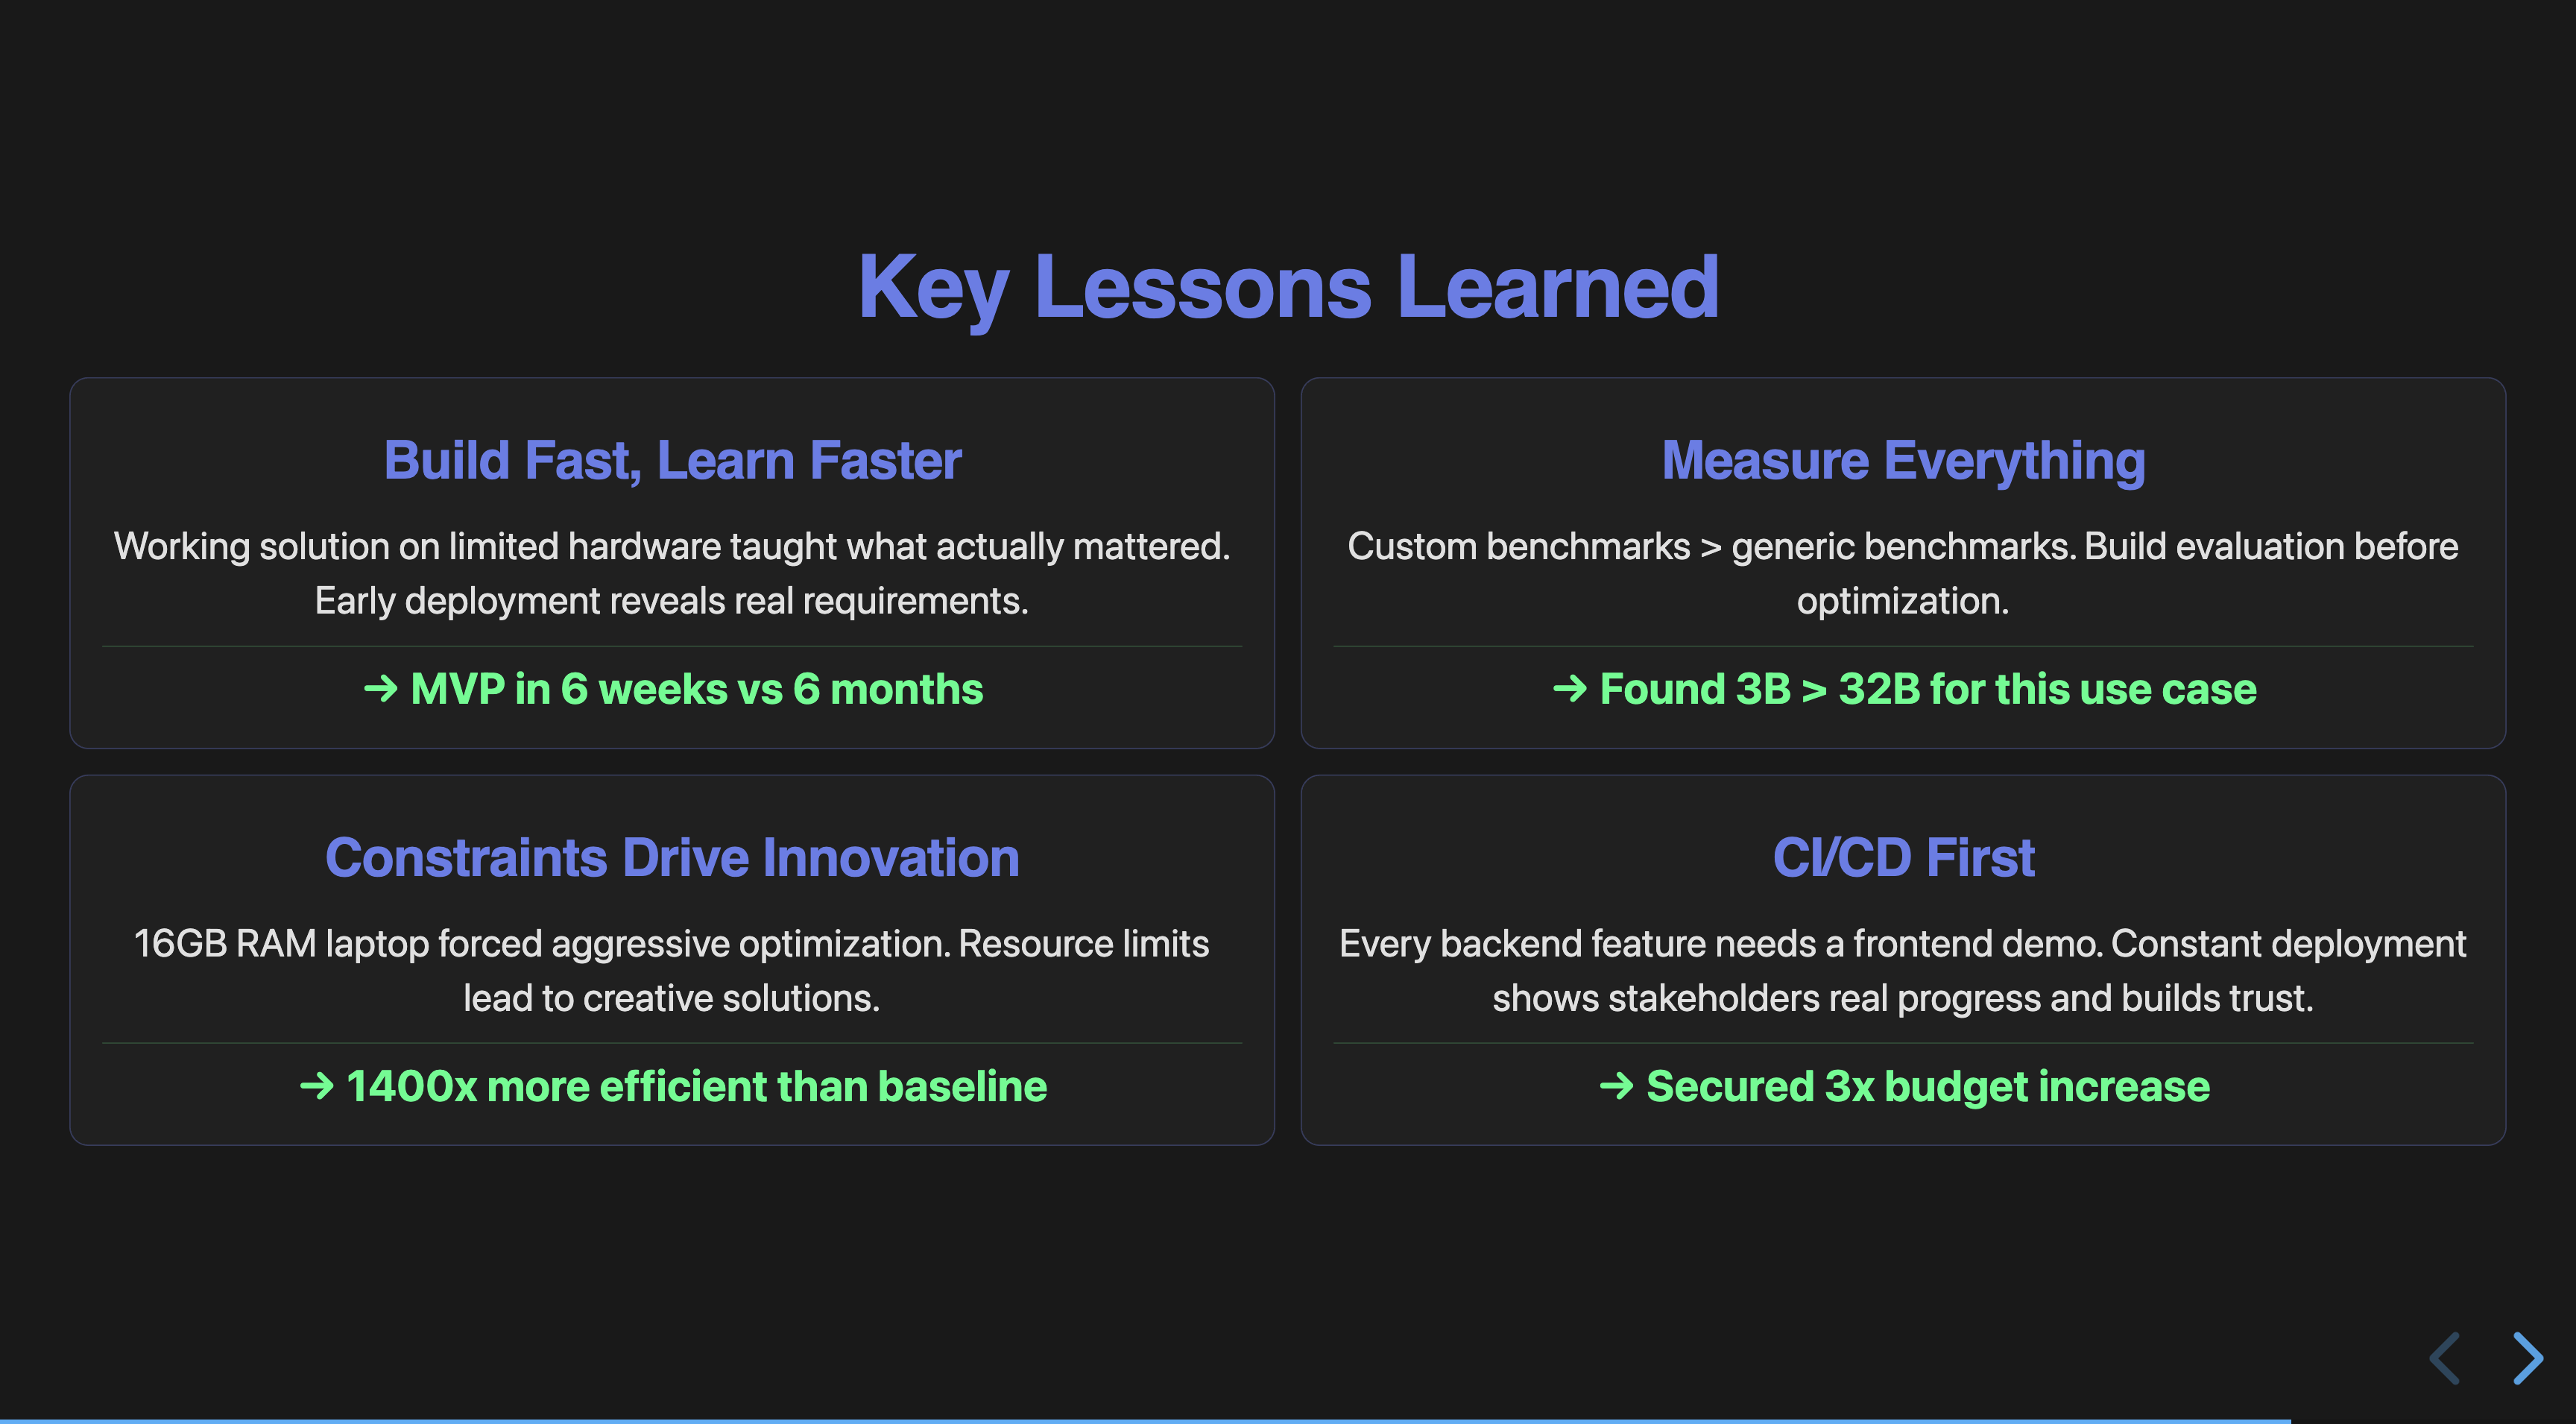 Key Lessons Learned
Build Fast, Learn Faster
Working solution on limited hardware taught what actually mattered.
Early deployment reveals real requirements.
→ MVP in 6 weeks vs 6 months
Measure Everything
Custom benchmarks > generic benchmarks. Build evaluation before
optimization.
→ Found 3B > 32B for this use case
Constraints Drive Innovation
16GB RAM laptop forced aggressive optimization. Resource limits
lead to creative solutions.
→ 1400x more efficient than baseline
CI/CD First
Every backend feature needs a frontend demo. Constant deployment
shows stakeholders real progress and builds trust.
→ Secured 3x budget increase